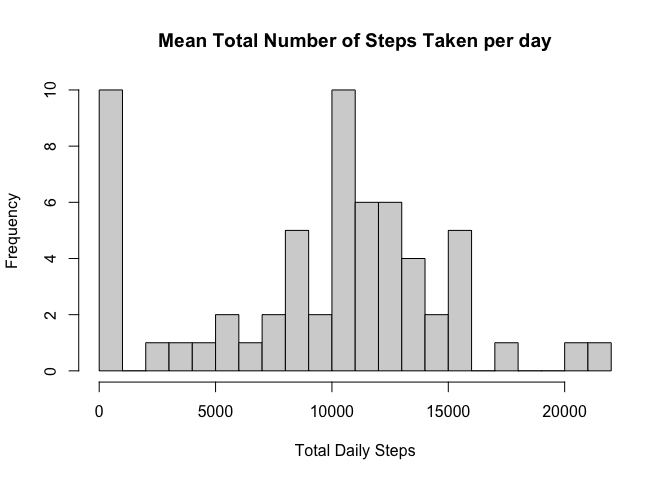 Mean Total Number of Steps Taken per day
Frequency
10
8
6
4
2
0
0 5000 10000 15000 20000
Total Daily Steps